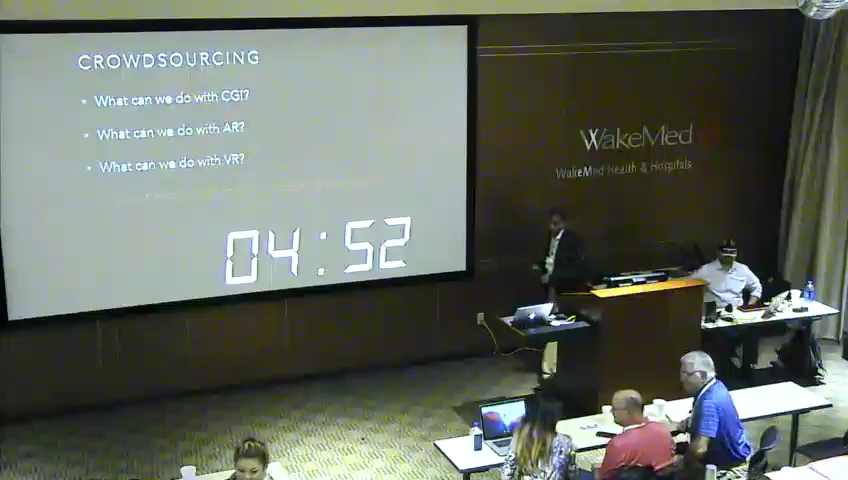 CROWDSOURCING
• What can we do with CGI?
• What can we do with AR?
• What can we do with VR?
04:52
WakeMed
WakeMed Health & Hospitals